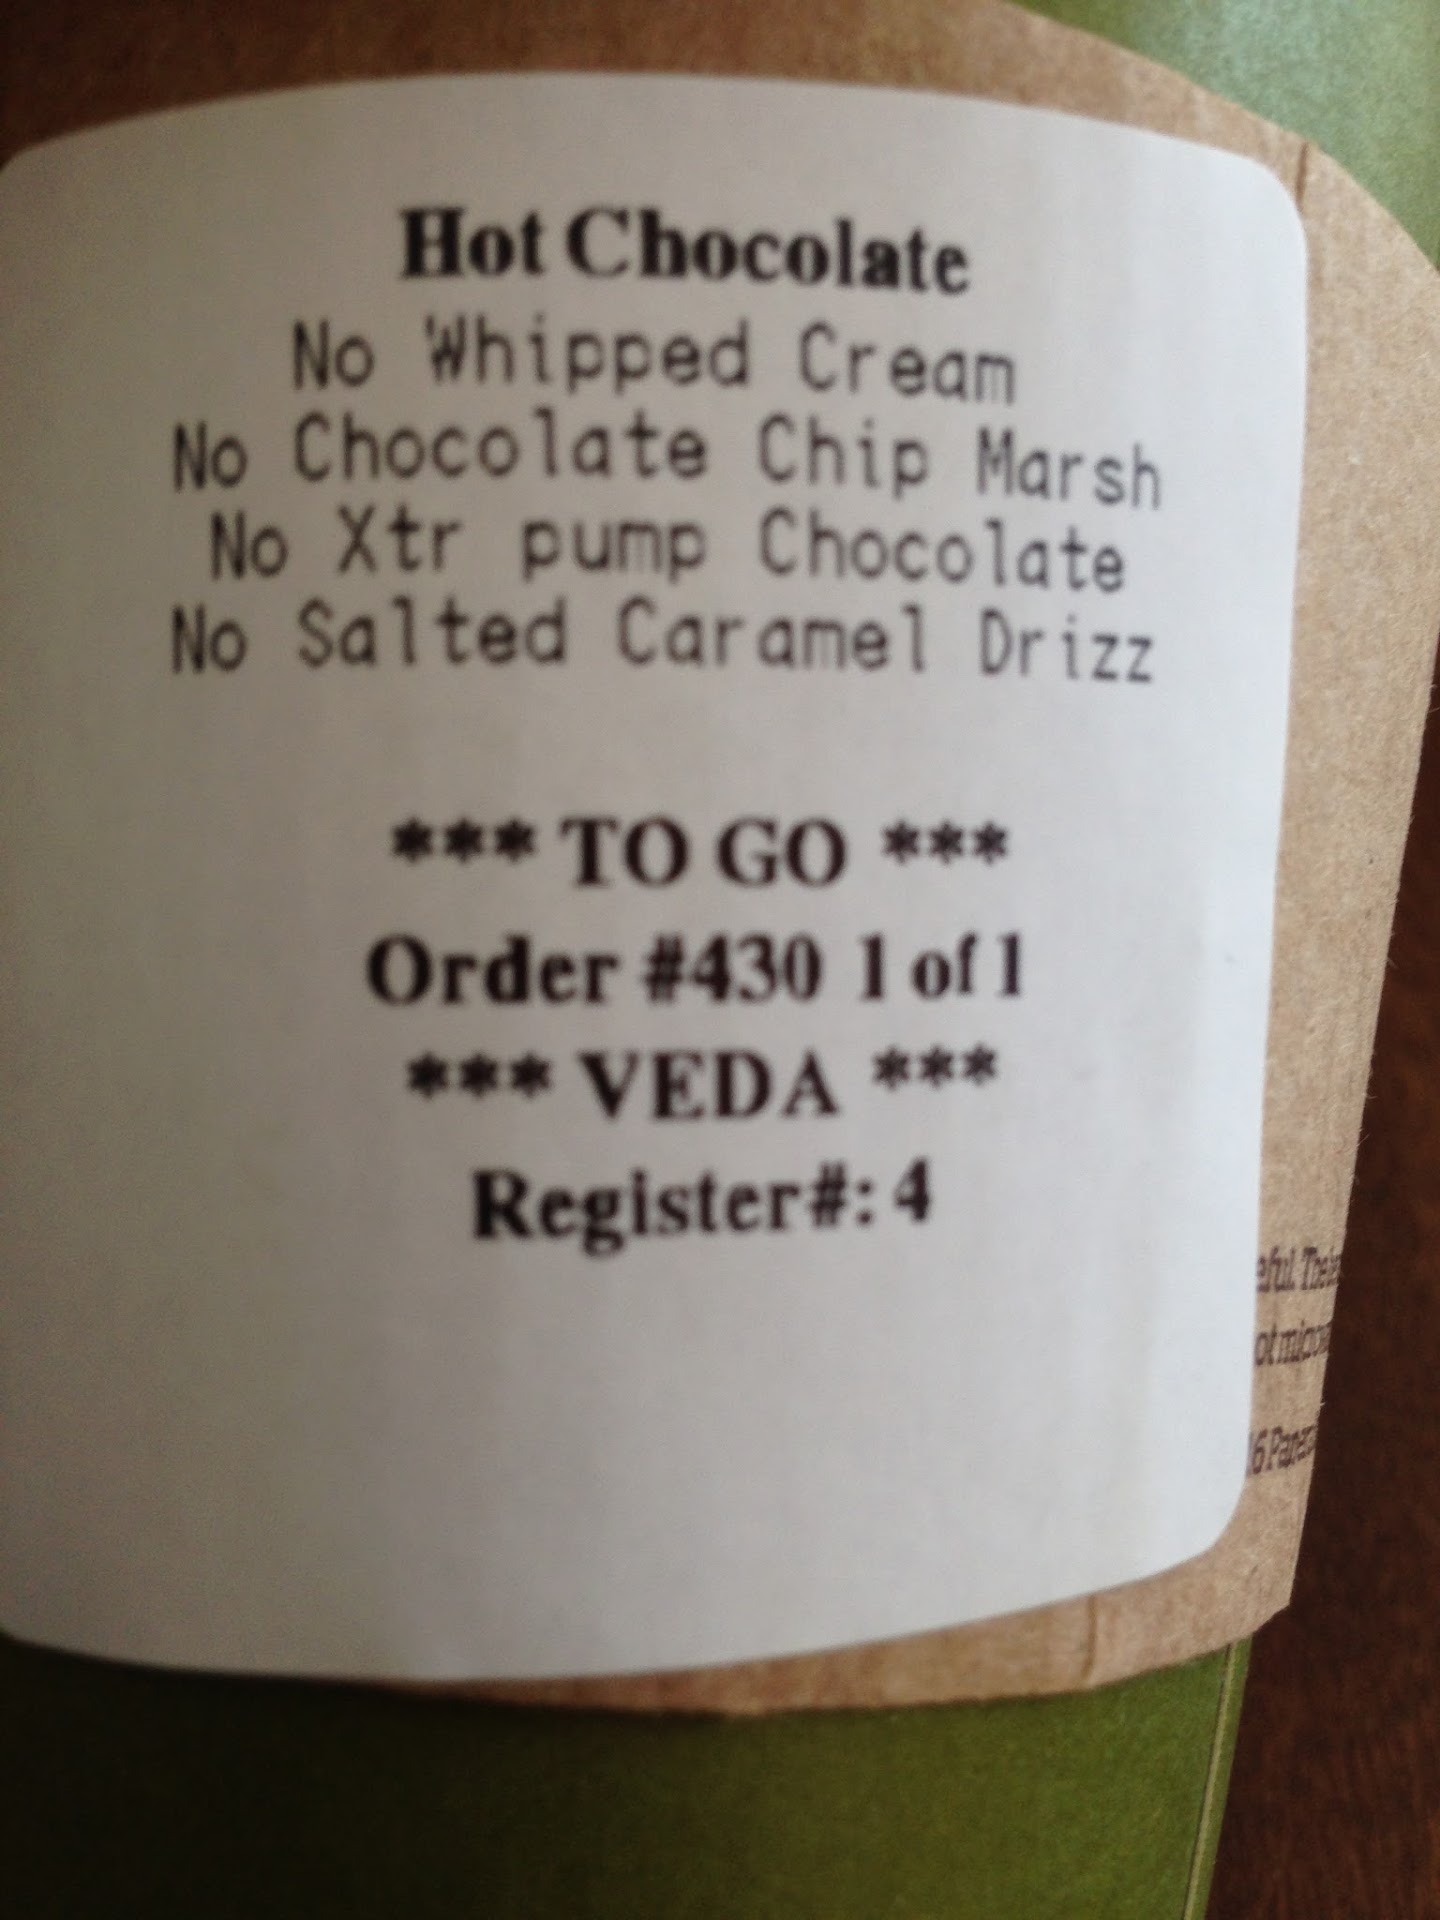 Hot Chocolate
No Whipped Cream
No Chocolate Chip Marsh
No Xtr pump Chocolate
No Salted Caramel Drizz
*** TO GO ***
Order #430 1 of 1
*** VEDA ***
Register#: 4